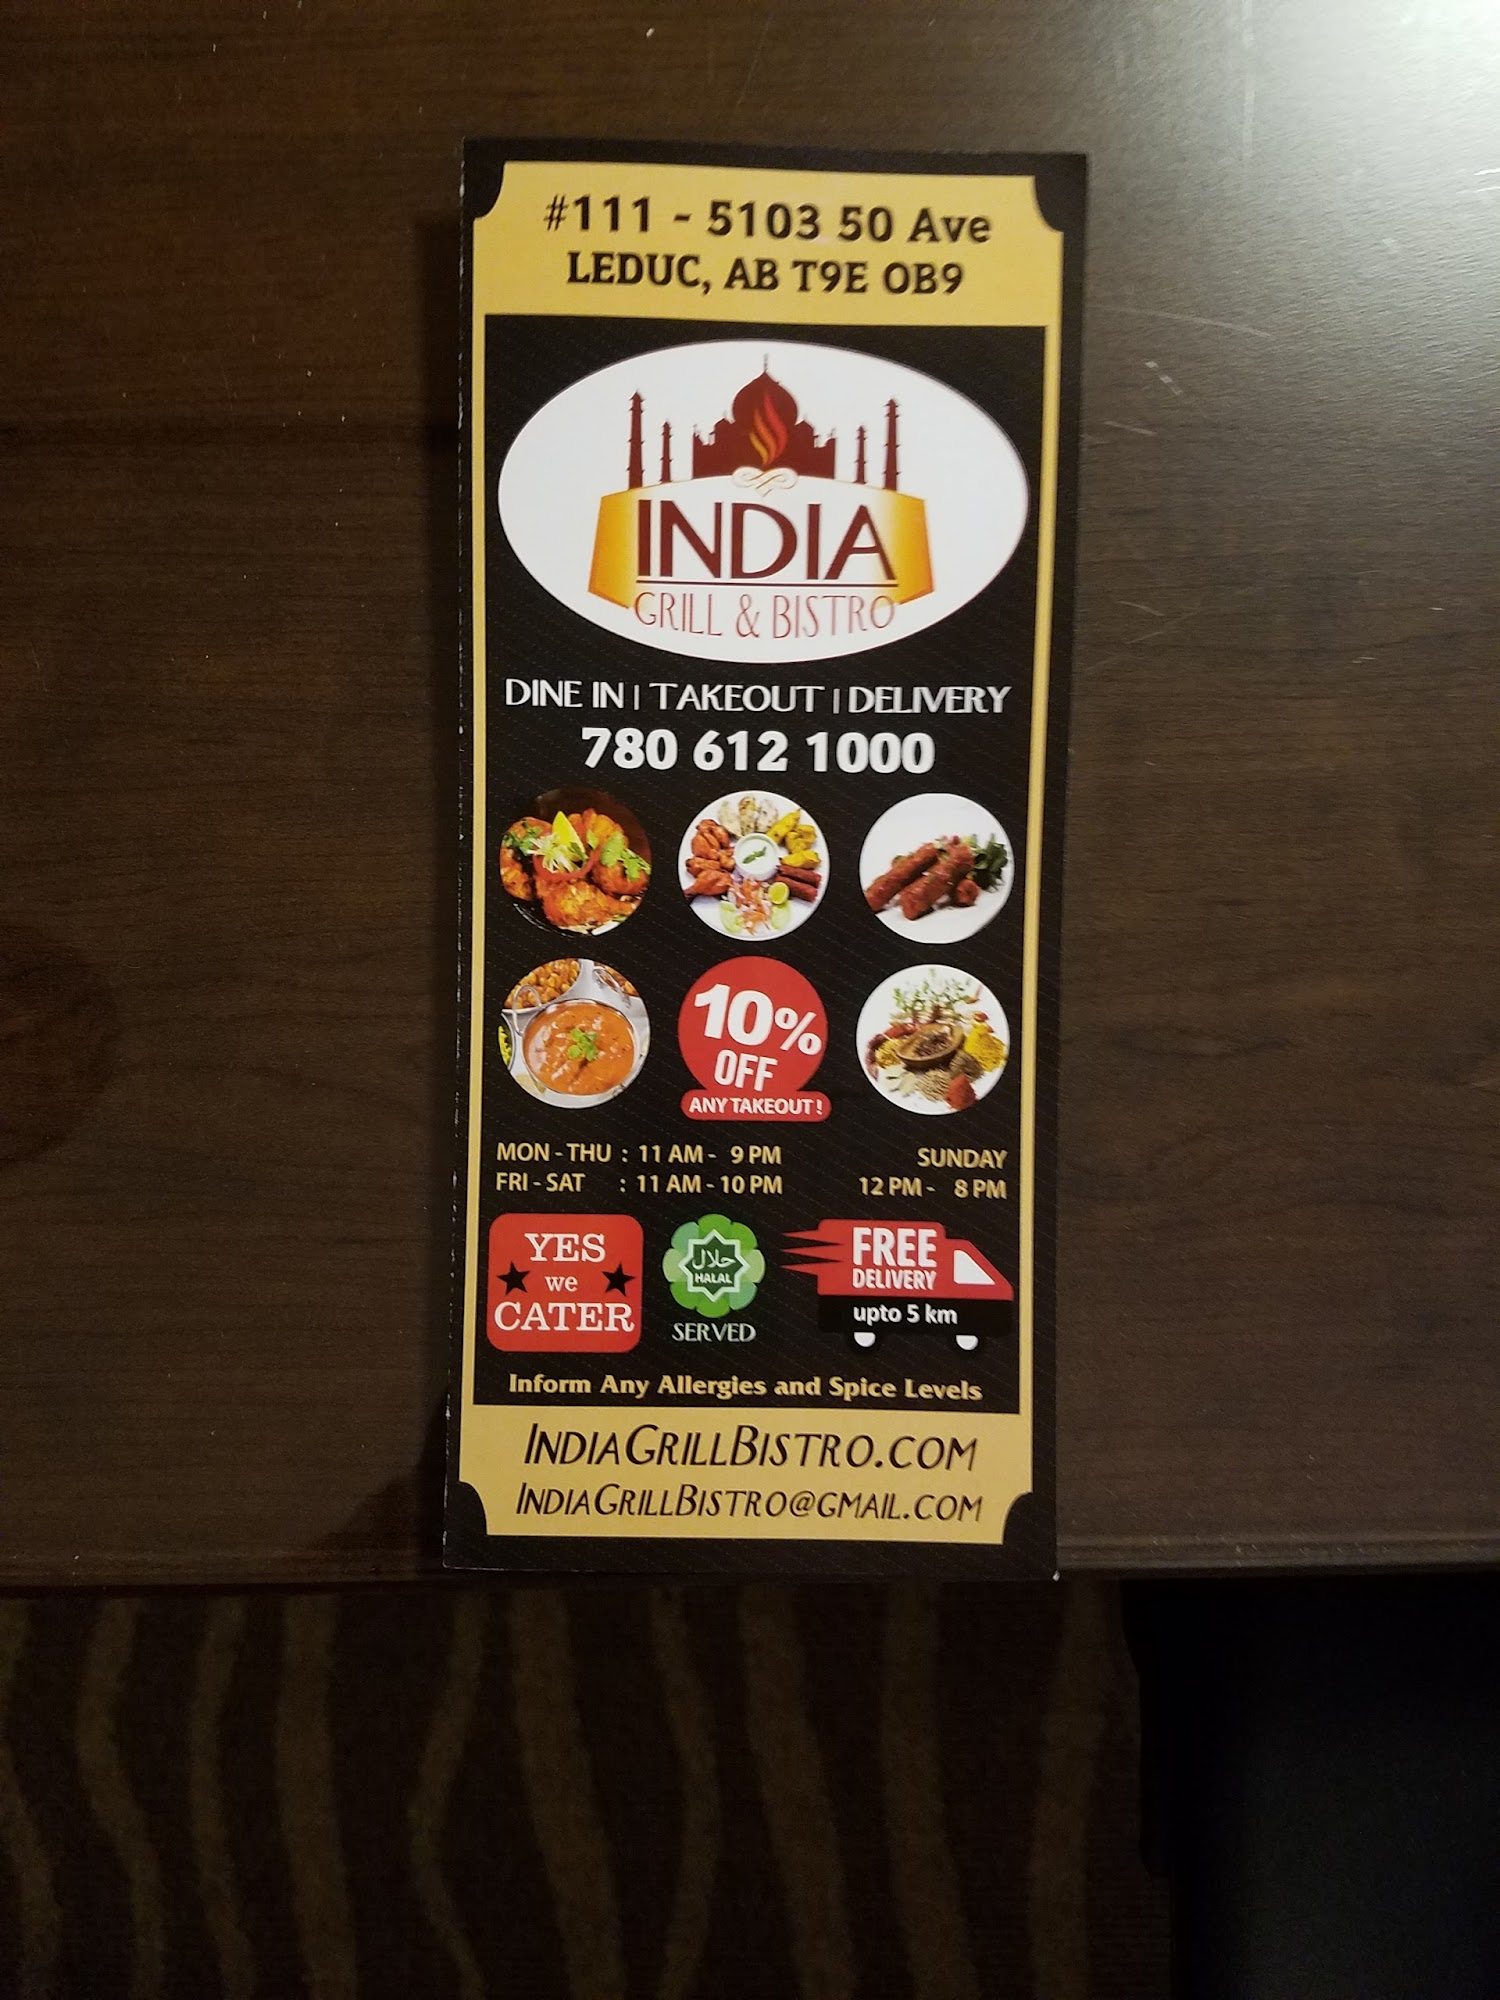 #111 - 5103 50 Ave
LEDUC, AB T9E 0B9
INDIA
GRILL & BISTRO
DINE IN | TAKEOUT | DELIVERY
780 612 1000
10%
OFF
ANY TAKEOUT!
MON - THU : 11 AM - 9 PM
FRI - SAT : 11 AM - 10 PM
SUNDAY
12 PM - 8 PM
YES
we
CATER
حلال
HALAL
SERVED
FREE
DELIVERY
upto 5 km
Inform Any Allergies and Spice Levels
INDIAGRILLBISTRO.COM
INDIAGRILLBISTRO@GMAIL.COM